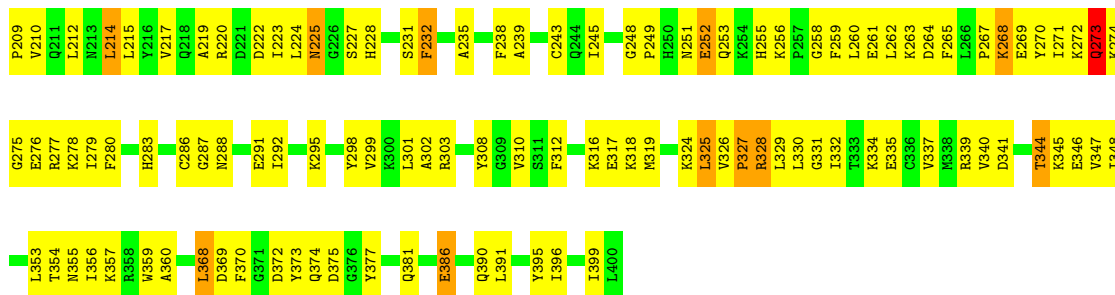 P209 V210 Q211 L212 N213 L214 L215 Y216 V217 Q218 A219 R220 D221 D222 I223 L224 N225 G226 S227 H228 S231 F232 A235 F238 A239 C243 Q244 I245 G248 P249 H250 N251 E252 Q253 K254 H255 K256 P257 G258 F259 L260 E261 L262 K263 D264 F265 L266 P267 K268 E269 Y270 I271 K272 Q273 K274
G275 E276 R277 K278 I279 F280 H283 C286 G287 N288 E291 I292 K295 Y298 V299 K300 L301 A302 R303 Y308 G309 V310 S311 F312 K316 E317 K318 M319 K324 L325 V326 P327 R328 L329 L330 G331 I332 T333 K334 E335 C336 V337 M338 R339 V340 D341 T344 K345 E346 V347 I348
L353 T354 N355 I356 K357 R358 W359 A360 L368 D369 F370 G371 D372 Y373 Q374 D375 G376 Y377 Q381 E386 Q390 L391 Y395 I396 I399 L400